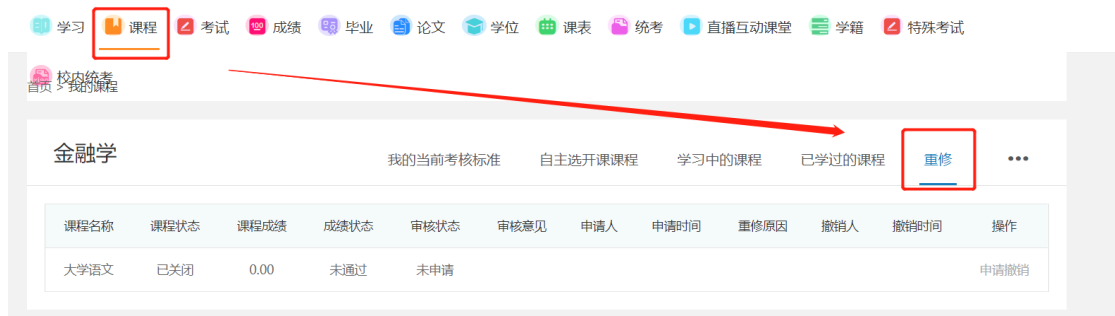 学习 课程 考试 成绩 毕业 论文 学位 课表 统考 直播互动课堂 学籍 特殊考试
校内统考
首页 > 我的课程
金融学 我的当前考核标准 自主选开课课程 学习中的课程 已学过的课程 重修 •••
课程名称 课程状态 课程成绩 成绩状态 审核状态 审核意见 申请人 申请时间 重修原因 撤销人 撤销时间 操作
大学语文 已关闭 0.00 未通过 未申请 申请撤销